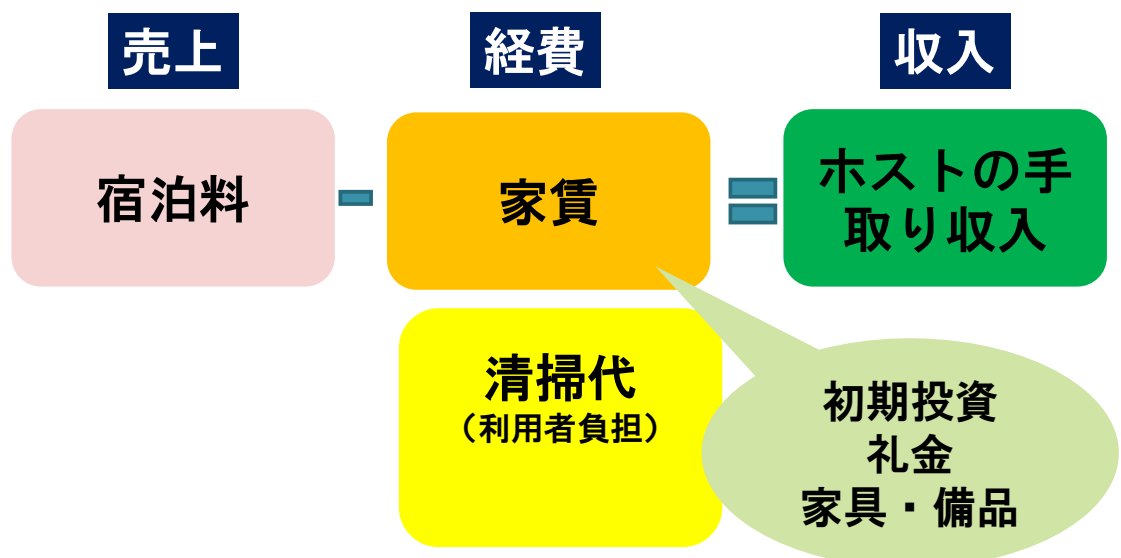 売上
経費
収入
宿泊料
家賃
ホストの手
取り収入
清掃代
（利用者負担）
初期投資
礼金
家具・備品